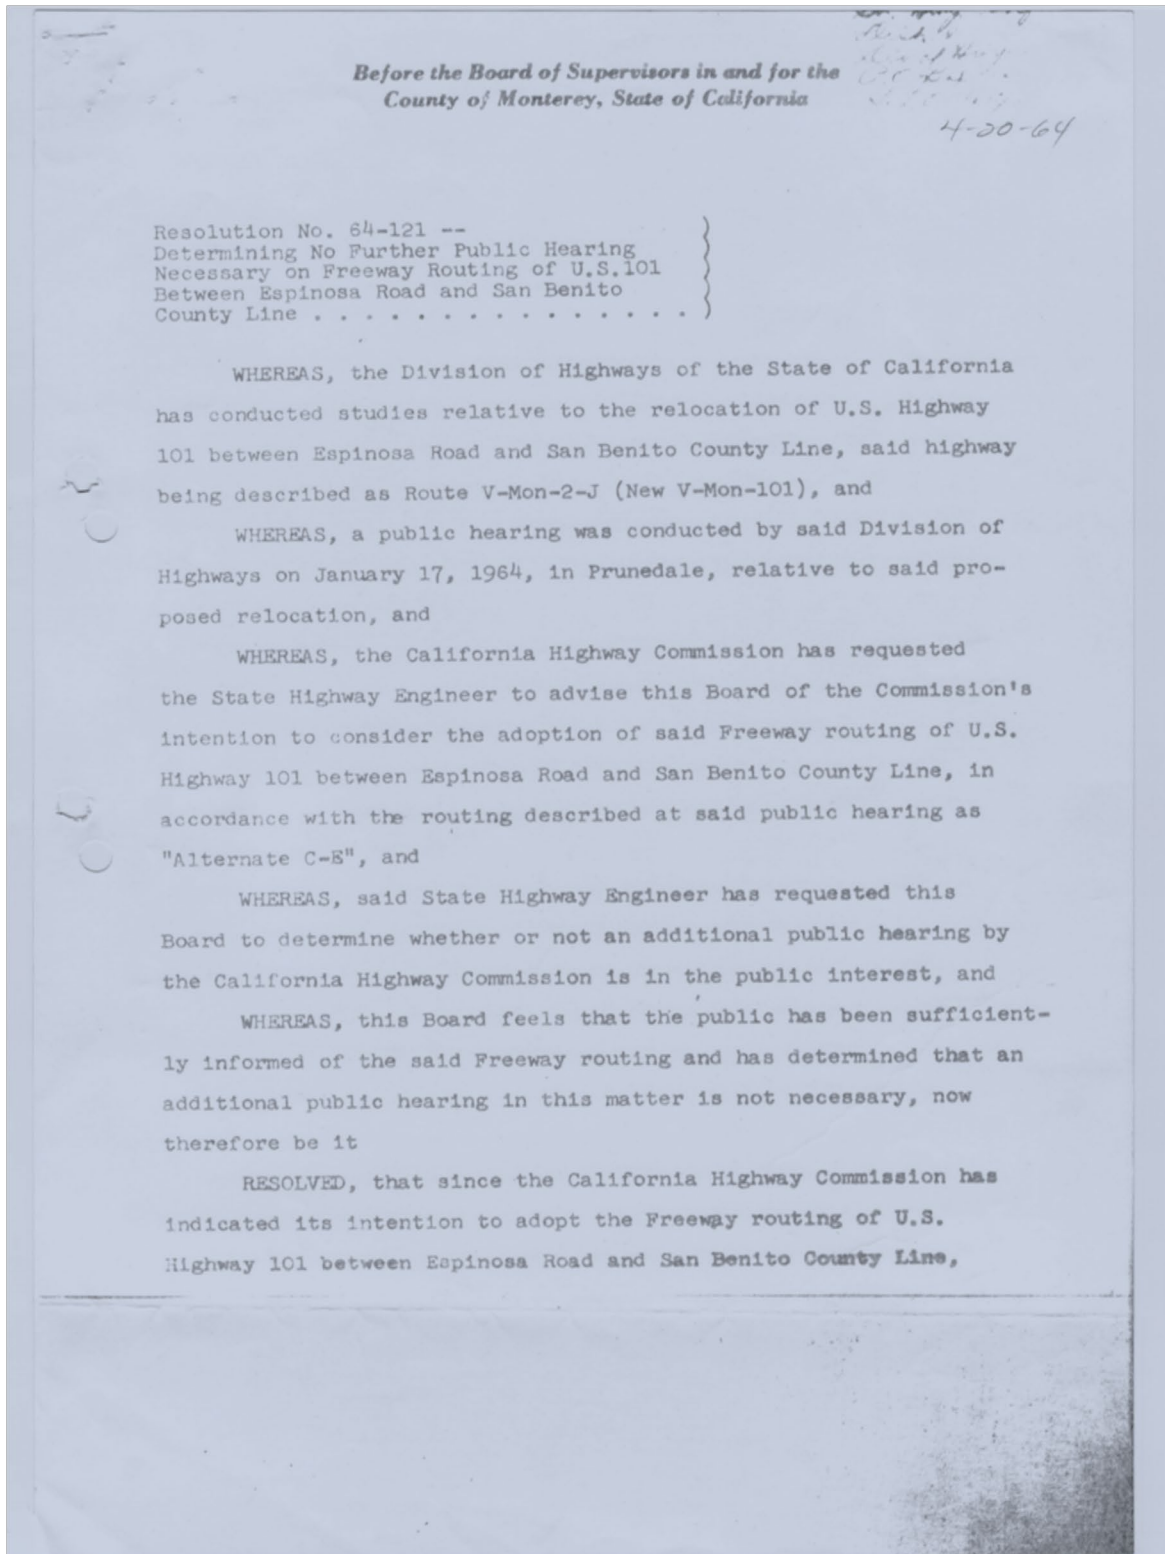 Before the Board of Supervisors in and for the
County of Monterey, State of California
4-20-64
Resolution No. 64-121 --
Determining No Further Public Hearing
Necessary on Freeway Routing of U.S.101
Between Espinosa Road and San Benito
County Line . . . . . . . . . . . . . . . )
WHEREAS, the Division of Highways of the State of California
has conducted studies relative to the relocation of U.S. Highway
101 between Espinosa Road and San Benito County Line, said highway
being described as Route V-Mon-2-J (New V-Mon-101), and
WHEREAS, a public hearing was conducted by said Division of
Highways on January 17, 1964, in Prunedale, relative to said pro-
posed relocation, and
WHEREAS, the California Highway Commission has requested
the State Highway Engineer to advise this Board of the Commission's
intention to consider the adoption of said Freeway routing of U.S.
Highway 101 between Espinosa Road and San Benito County Line, in
accordance with the routing described at said public hearing as
"Alternate C-E", and
WHEREAS, said State Highway Engineer has requested this
Board to determine whether or not an additional public hearing by
the California Highway Commission is in the public interest, and
WHEREAS, this Board feels that the public has been sufficient-
ly informed of the said Freeway routing and has determined that an
additional public hearing in this matter is not necessary, now
therefore be it
RESOLVED, that since the California Highway Commission has
indicated its intention to adopt the Freeway routing of U.S.
Highway 101 between Espinosa Road and San Benito County Line,